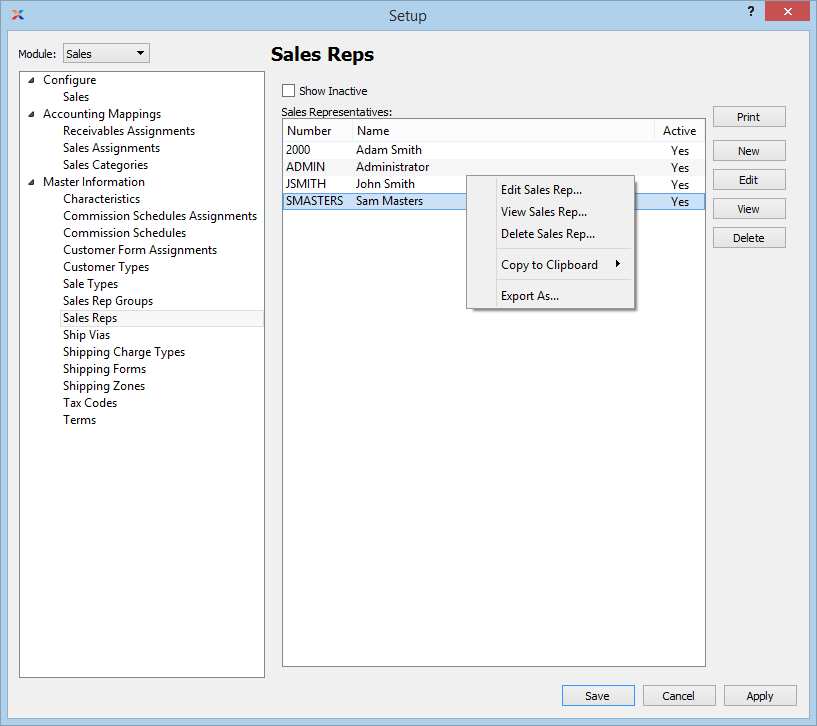 Setup
?
Module: Sales
Configure
Sales
Accounting Mappings
Receivables Assignments
Sales Assignments
Sales Categories
Master Information
Characteristics
Commission Schedules Assignments
Commission Schedules
Customer Form Assignments
Customer Types
Sale Types
Sales Rep Groups
Sales Reps
Ship Vias
Shipping Charge Types
Shipping Forms
Shipping Zones
Tax Codes
Terms
Sales Reps
Show Inactive
Sales Representatives:
Number Name Active
2000 Adam Smith Yes
ADMIN Administrator Yes
JSMITH John Smith Yes
SMASTERS Sam Masters Yes
Edit Sales Rep...
View Sales Rep...
Delete Sales Rep...
Copy to Clipboard
Export As...
Print
New
Edit
View
Delete
Save Cancel Apply